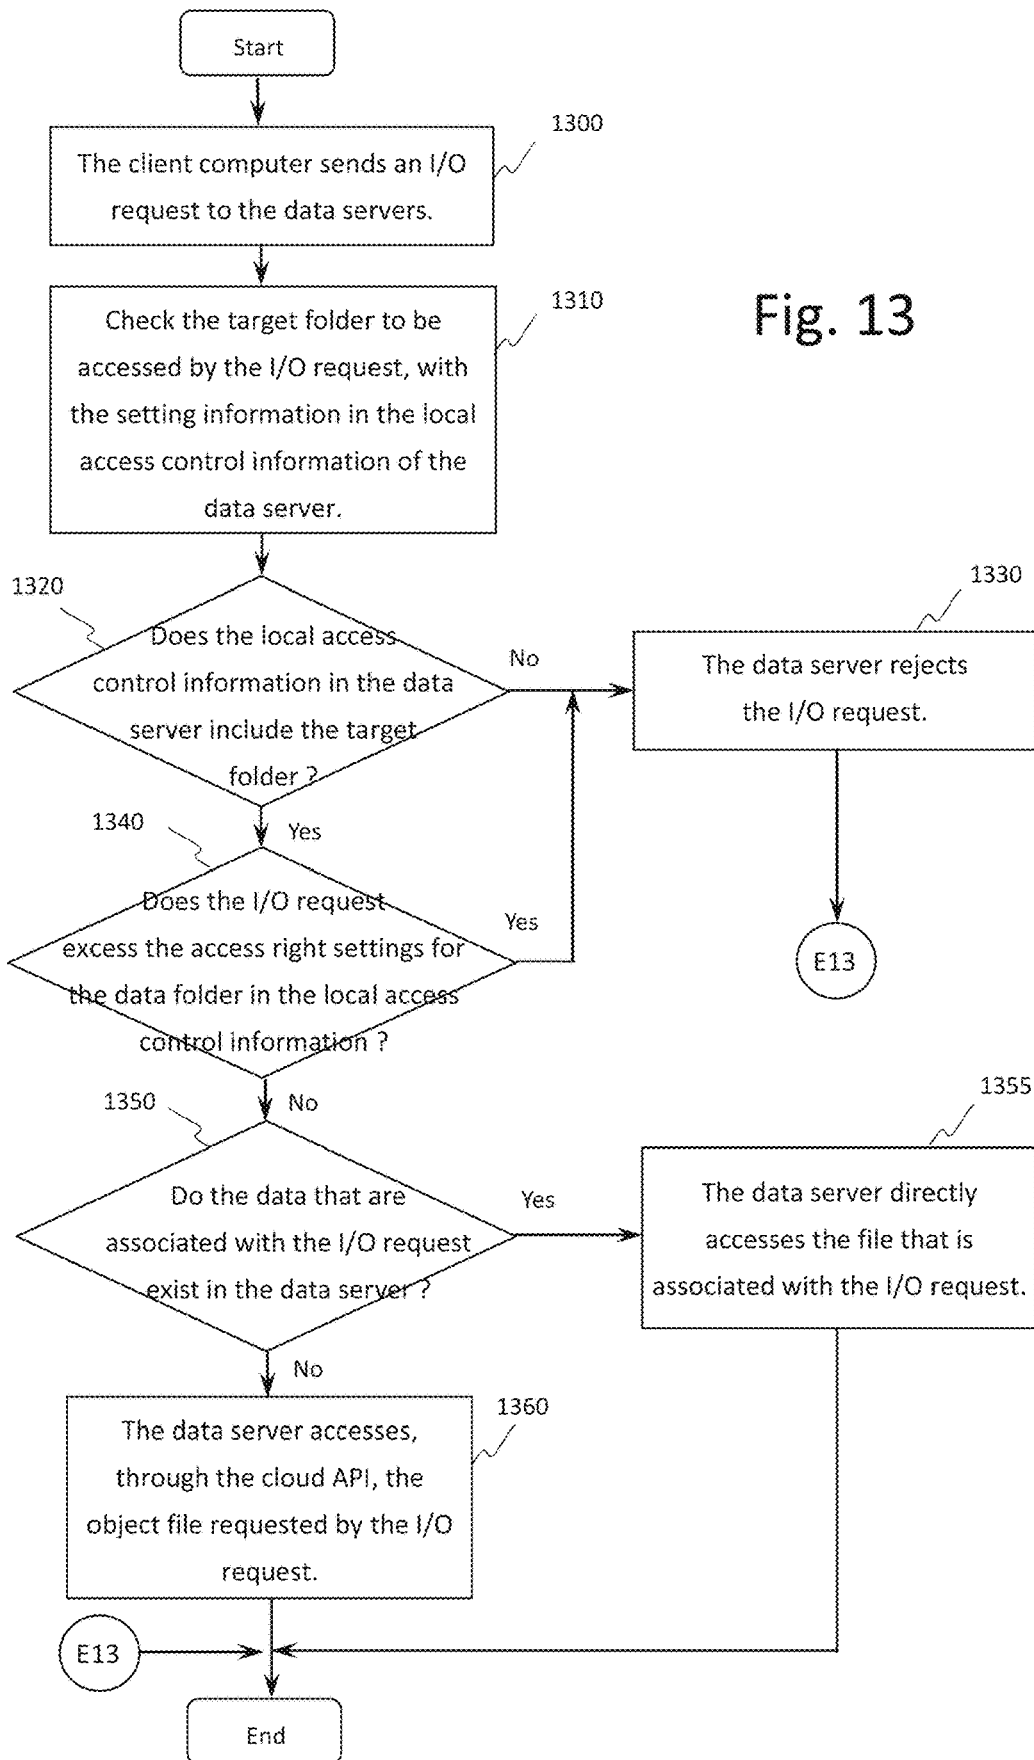 Start
1300
The client computer sends an I/O
request to the data servers.
Fig. 13
1310
Check the target folder to be
accessed by the I/O request, with
the setting information in the local
access control information of the
data server.
1320
Does the local access
control information in the data
server include the target
folder ?
No
1330
The data server rejects
the I/O request.
E13
Yes
1340
Does the I/O request
excess the access right settings for
the data folder in the local access
control information ?
Yes
No
1350
Do the data that are
associated with the I/O request
exist in the data server ?
Yes
1355
The data server directly
accesses the file that is
associated with the I/O request.
No
1360
The data server accesses,
through the cloud API, the
object file requested by the I/O
request.
E13
End